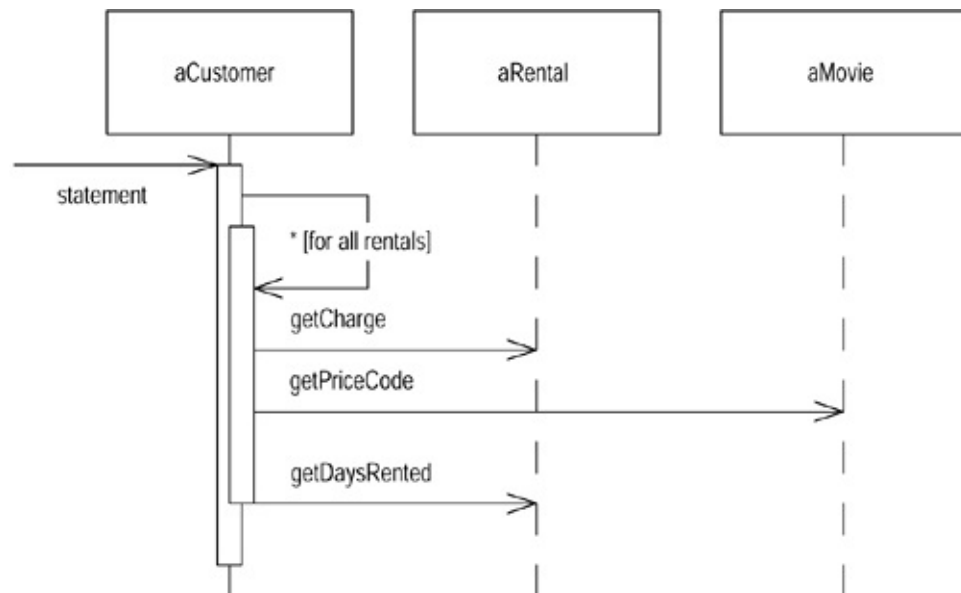 aCustomer
aRental
aMovie
statement
* [for all rentals]
getCharge
getPriceCode
getDaysRented